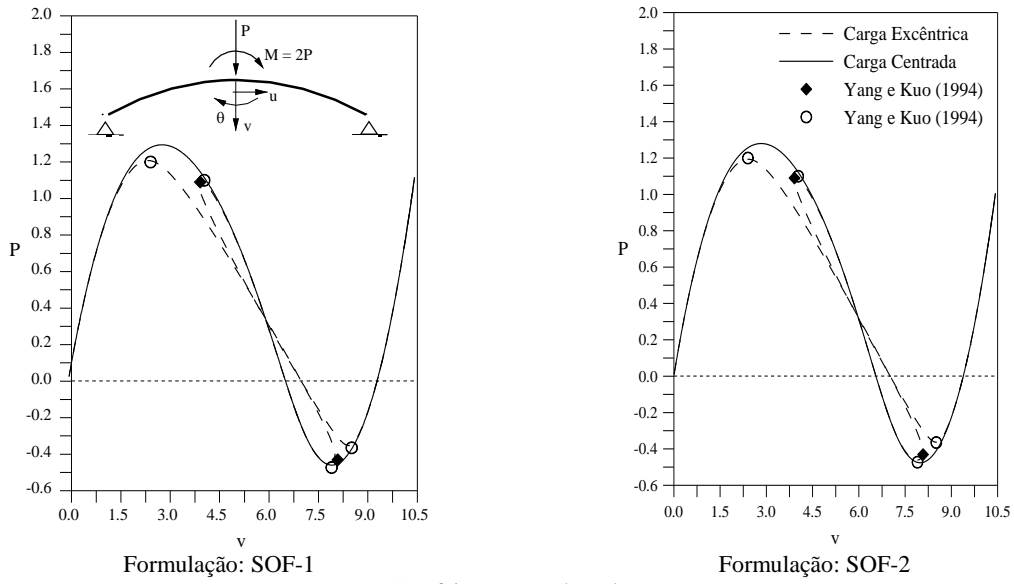 2.0
1.8
1.6
1.4
1.2
1.0
0.8
0.6
0.4
0.2
0.0
-0.2
-0.4
-0.6
P
P
M = 2P
u
θ
v
0.0 1.5 3.0 4.5 6.0 7.5 9.0 10.5
v
Formulação: SOF-1
2.0
1.8
1.6
1.4
1.2
1.0
0.8
0.6
0.4
0.2
0.0
-0.2
-0.4
-0.6
P
Carga Excêntrica
Carga Centrada
Yang e Kuo (1994)
Yang e Kuo (1994)
0.0 1.5 3.0 4.5 6.0 7.5 9.0 10.5
v
Formulação: SOF-2